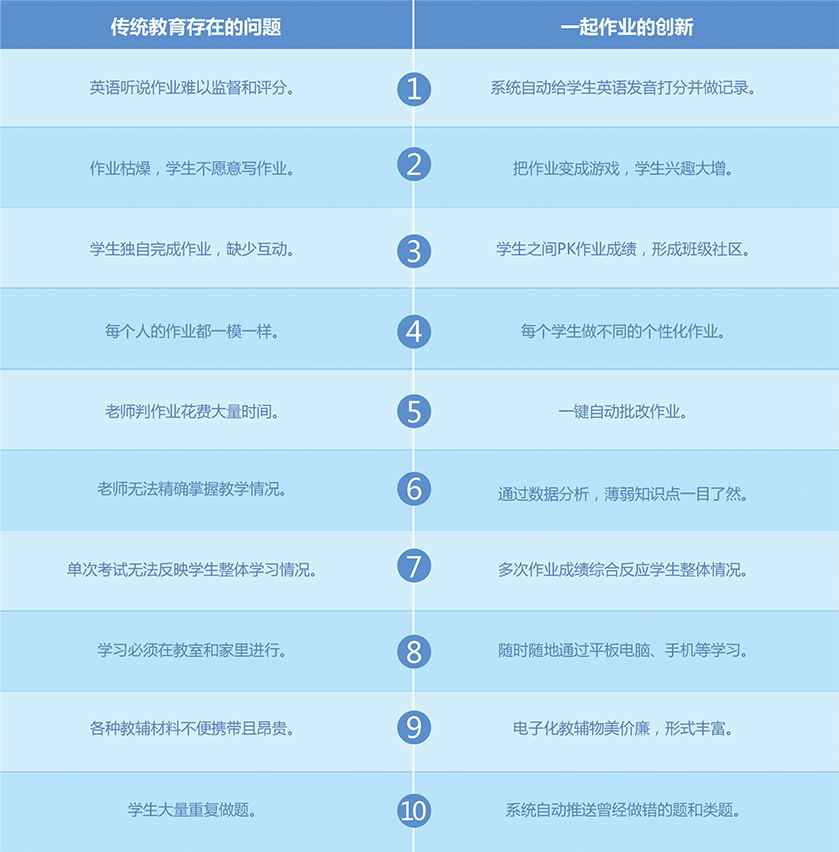 传统教育存在的问题
一起作业的创新
英语听说作业难以监督和评分。
1
系统自动给学生英语发音打分并做记录。
作业枯燥，学生不愿意写作业。
2
把作业变成游戏，学生兴趣大增。
学生独自完成作业，缺少互动。
3
学生之间PK作业成绩，形成班级社区。
每个人的作业都一模一样。
4
每个学生做不同的个性化作业。
老师判作业花费大量时间。
5
一键自动批改作业。
老师无法精确掌握教学情况。
6
通过数据分析，薄弱知识点一目了然。
单次考试无法反映学生整体学习情况。
7
多次作业成绩综合反应学生整体情况。
学习必须在教室和家里进行。
8
随时随地通过平板电脑、手机等学习。
各种教辅材料不便携带且昂贵。
9
电子化教辅物美价廉，形式丰富。
学生大量重复做题。
10
系统自动推送曾经做错的题和类题。